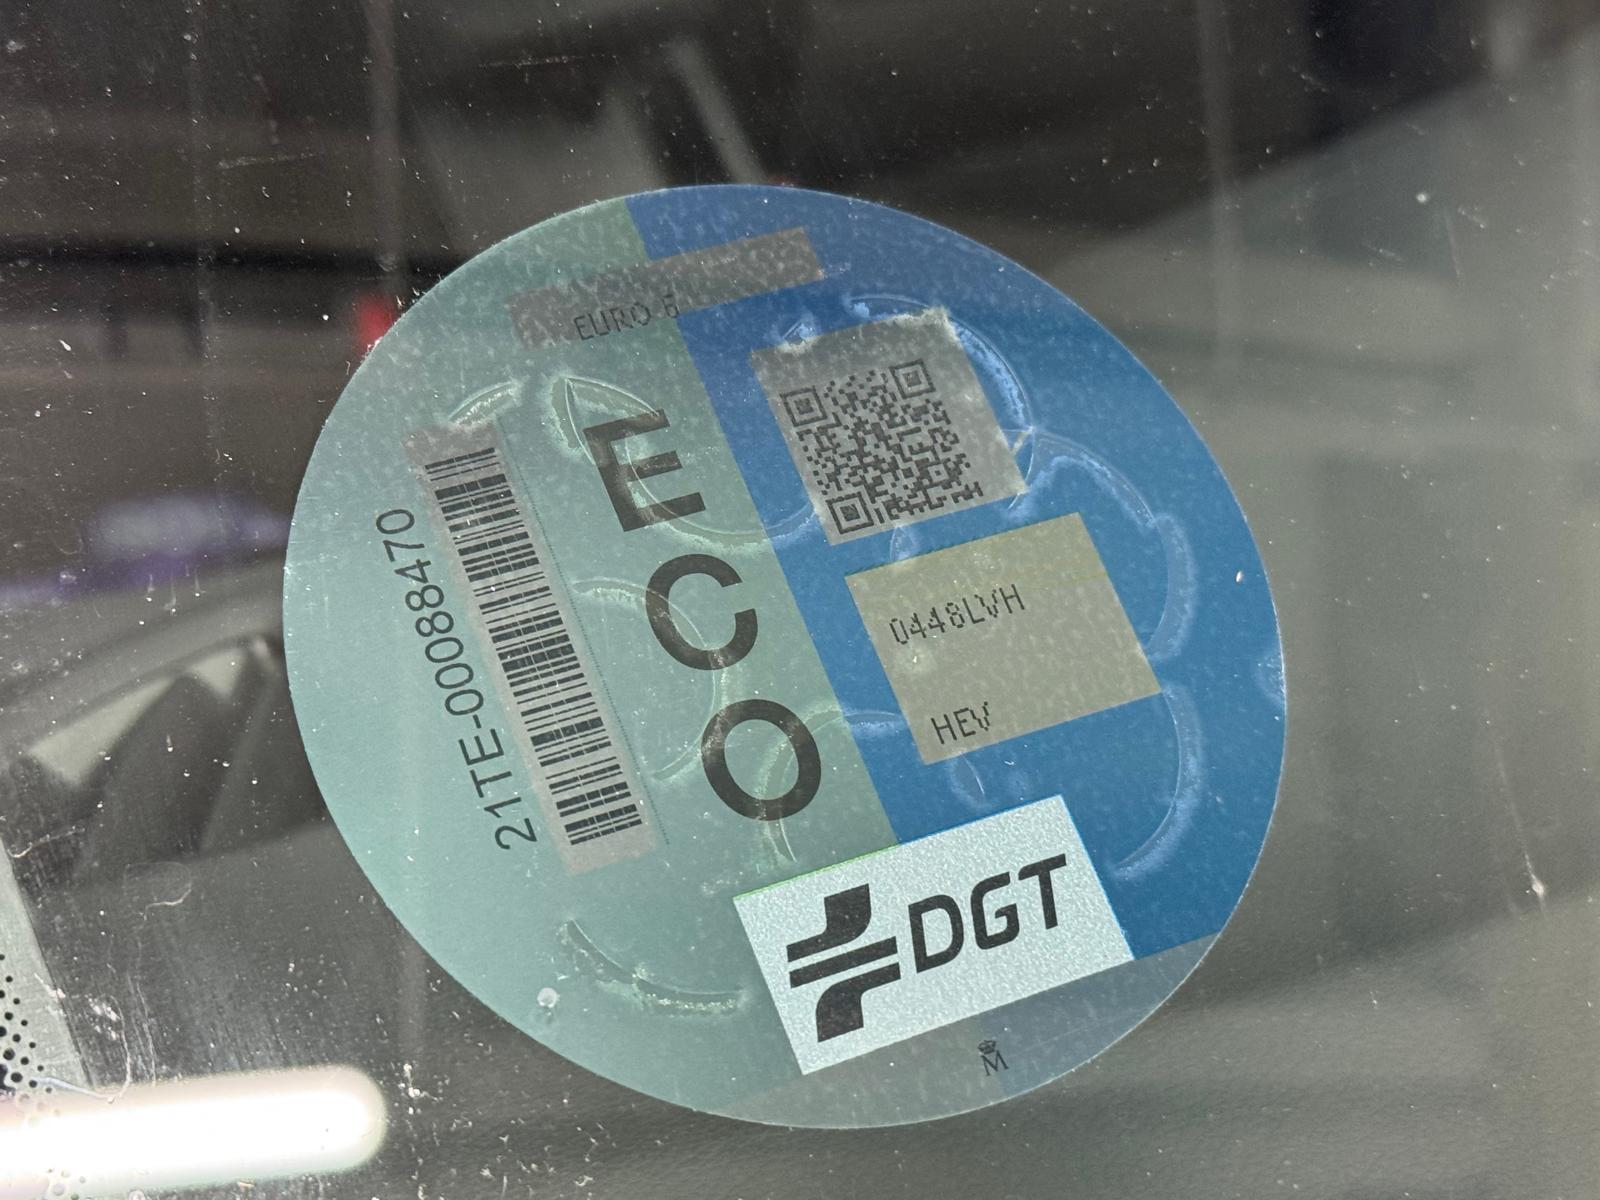 EURO 6
21TE-00088470
ECO
0448LVH
HEV
DGT
M